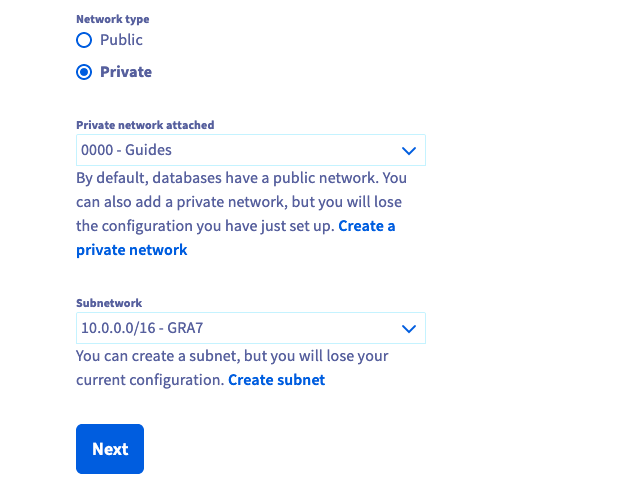 Network type
Public
Private
Private network attached
0000 - Guides
By default, databases have a public network. You
can also add a private network, but you will lose
the configuration you have just set up. Create a
private network
Subnetwork
10.0.0.0/16 - GRA7
You can create a subnet, but you will lose your
current configuration. Create subnet
Next